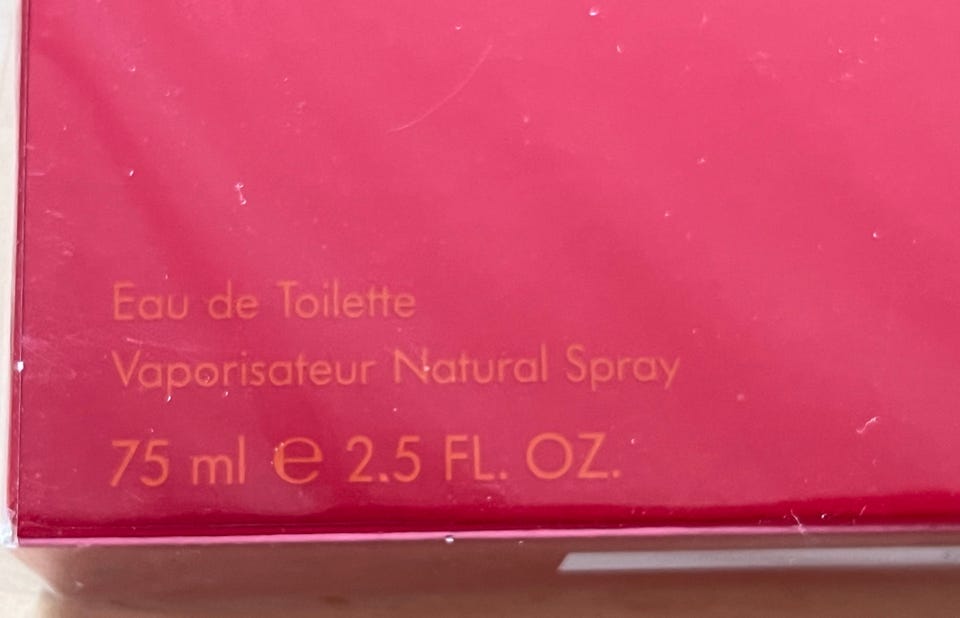 Eau de Toilette
Vaporisateur Natural Spray
75 ml ℮ 2.5 FL. OZ.